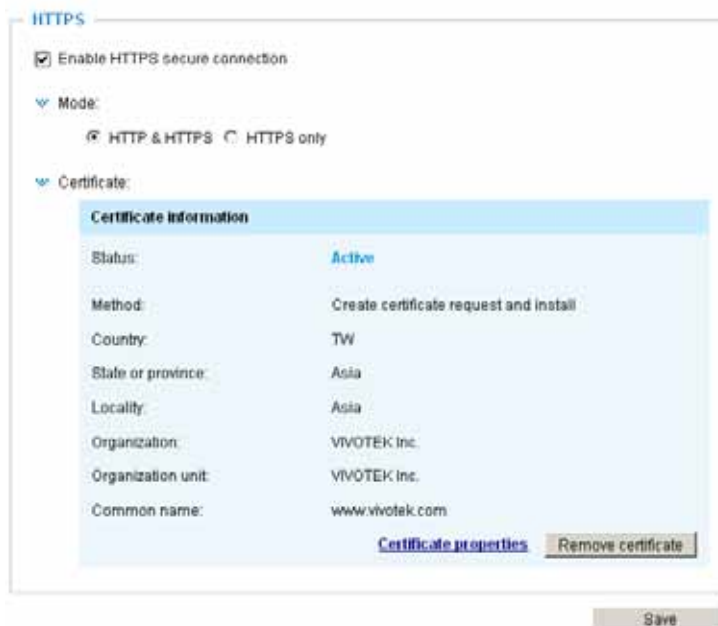 HTTPS
Enable HTTPS secure connection
Mode:
HTTP & HTTPS HTTPS only
Certificate:
Certificate information
Status: Active
Method: Create certificate request and install
Country: TW
State or province: Asia
Locality: Asia
Organization: VIVOTEK Inc.
Organization unit: VIVOTEK Inc.
Common name: www.vivotek.com
Certificate properties Remove certificate
Save